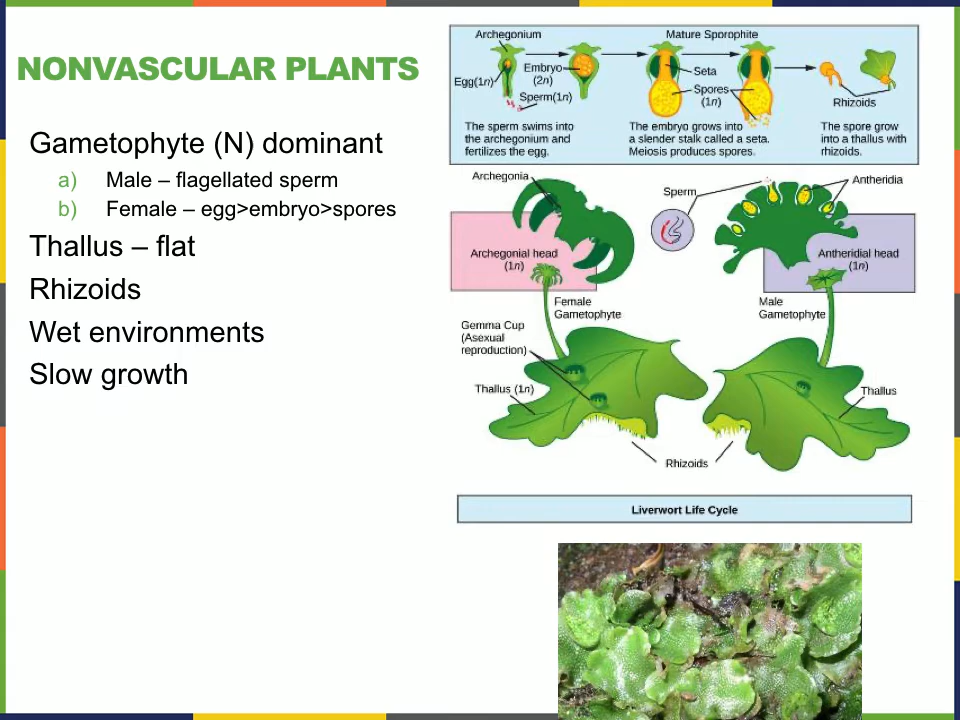 NONVASCULAR PLANTS
Gametophyte (N) dominant
a) Male – flagellated sperm
b) Female – egg>embryo>spores
Thallus – flat
Rhizoids
Wet environments
Slow growth
Archegonium
Mature Sporophite
Egg(1n)
Embryo
(2n)
Sperm(1n)
Seta
Spores
(1n)
Rhizoids
The sperm swims into
the archegonium and
fertilizes the egg.
The embryo grows into
a slender stalk called a seta.
Meiosis produces spores.
The spore grow
into a thallus with
rhizoids.
Archegonia
Sperm
Antheridia
Archegonial head
(1n)
Antheridial head
(1n)
Female
Gametophyte
Male
Gametophyte
Gemma Cup
(Asexual
reproduction)
Thallus (1n)
Thallus
Rhizoids
Liverwort Life Cycle